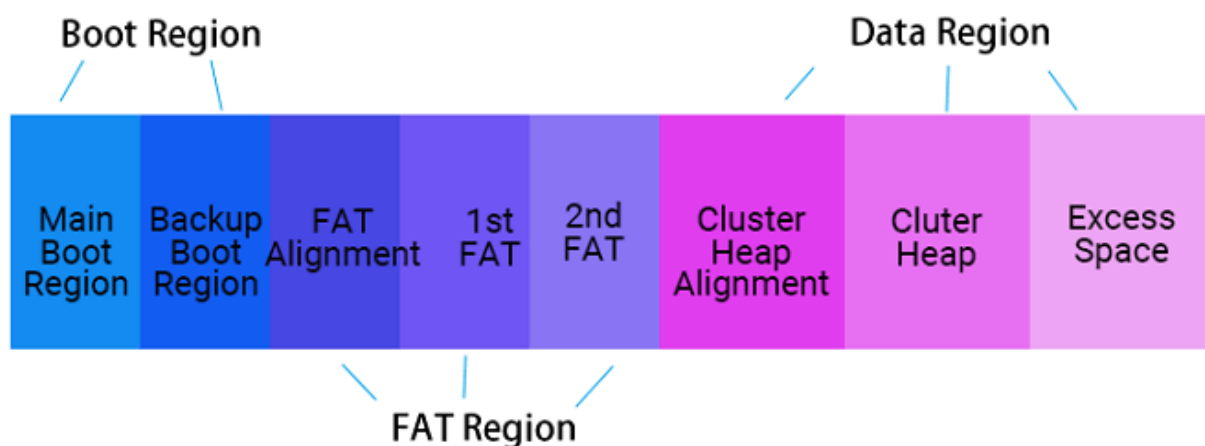 Boot Region
Data Region
Main
Boot
Region
Backup
Boot
Region
FAT
Alignment
1st
FAT
2nd
FAT
Cluster
Heap
Alignment
Cluter
Heap
Excess
Space
FAT Region